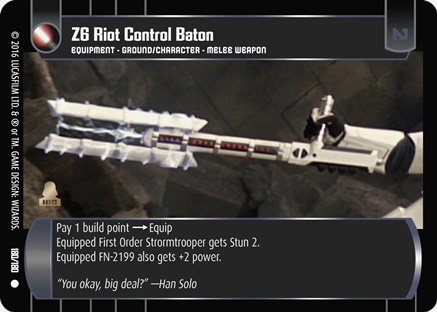 Z6 Riot Control Baton
EQUIPMENT - GROUND/CHARACTER - MELEE WEAPON
N
Pay 1 build point → Equip
Equipped First Order Strormtrooper gets Stun 2.
Equipped FN-2199 also gets +2 power.
“You okay, big deal?” —Han Solo
© 2016 LUCASFILM LTD. & ® or TM. GAME DESIGN: WIZARDS.